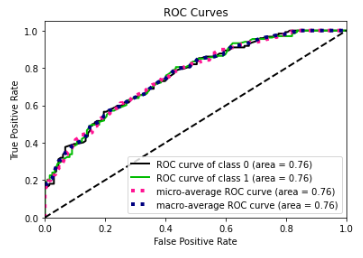 ROC Curves
True Positive Rate
1.0
0.8
0.6
0.4
0.2
0.0
ROC curve of class 0 (area = 0.76)
ROC curve of class 1 (area = 0.76)
micro-average ROC curve (area = 0.76)
macro-average ROC curve (area = 0.76)
0.0 0.2 0.4 0.6 0.8 1.0
False Positive Rate